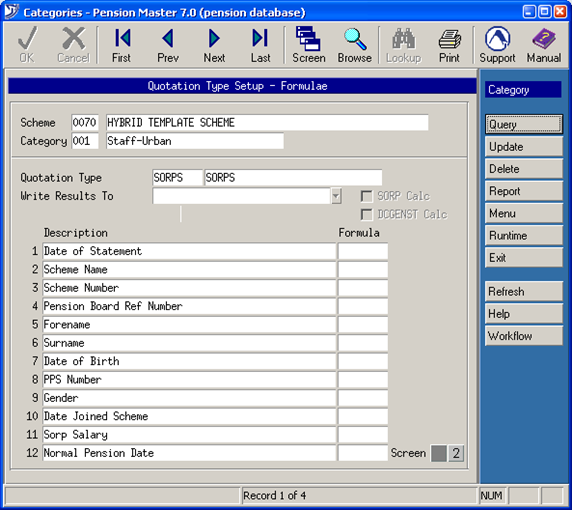 Categories - Pension Master 7.0 (pension database)
OK Cancel First Prev Next Last Screen Browse Lookup Print Support Manual
Quotation Type Setup - Formulae
Category
Scheme 0070 HYBRID TEMPLATE SCHEME
Category 001 Staff-Urban
Query
Update
Delete
Report
Menu
Runtime
Exit
Refresh
Help
Workflow
Quotation Type SORPS SORPS
Write Results To SORP Calc
DCGENST Calc
Description Formula
1 Date of Statement
2 Scheme Name
3 Scheme Number
4 Pension Board Ref Number
5 Forename
6 Surname
7 Date of Birth
8 PPS Number
9 Gender
10 Date Joined Scheme
11 Sorp Salary
12 Normal Pension Date Screen 2
Record 1 of 4 NUM